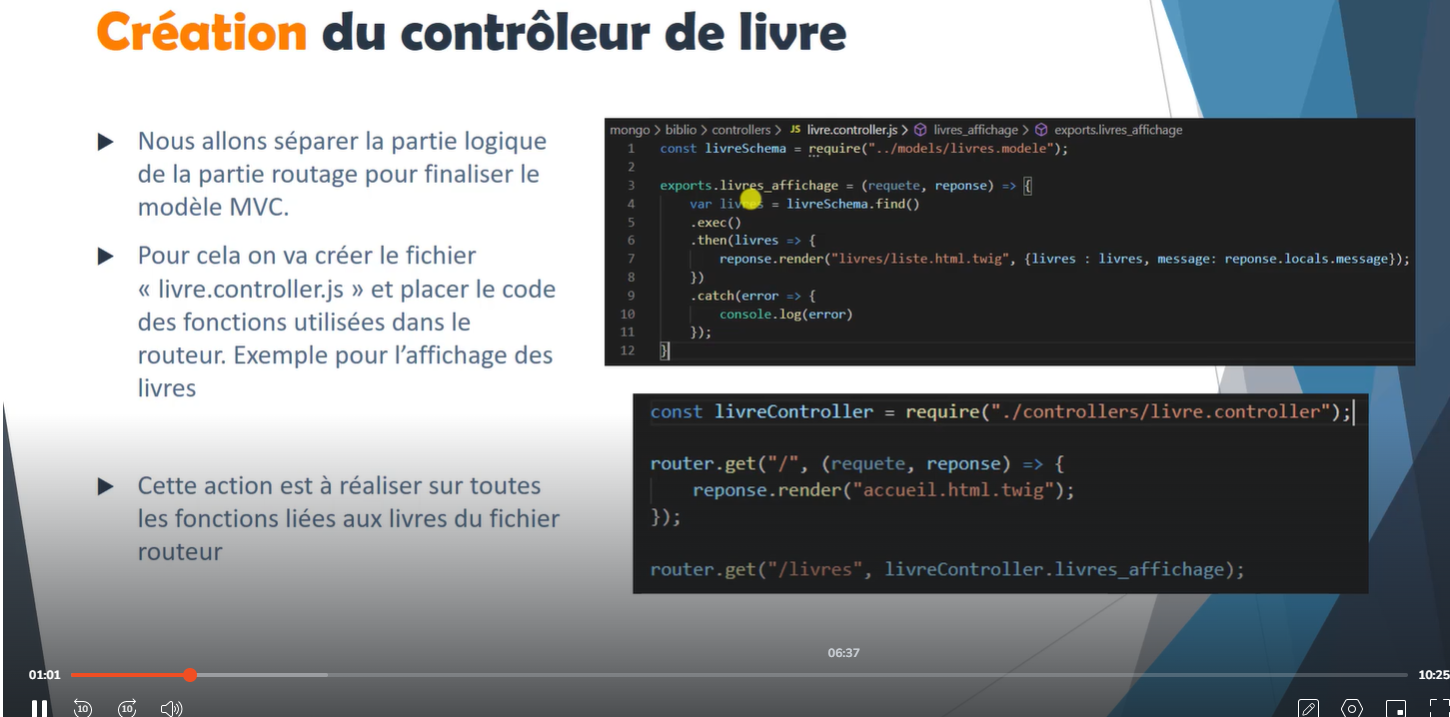 Création du contrôleur de livre
Nous allons séparer la partie logique
de la partie routage pour finaliser le
modèle MVC.
Pour cela on va créer le fichier
« livre.controller.js » et placer le code
des fonctions utilisées dans le
routeur. Exemple pour l'affichage des
livres
Cette action est à réaliser sur toutes
les fonctions liées aux livres du fichier
routeur
mongo > biblio > controllers > JS livre.controller.js > livres_affichage > exports.livres_affichage
1 const livreSchema = require("../models/livres.modele");
2
3 exports.livres_affichage = (requete, reponse) => {
4 var livres = livreSchema.find()
5 .exec()
6 .then(livres => {
7 reponse.render("livres/liste.html.twig", {livres : livres, message: reponse.locals.message});
8 })
9 .catch(error => {
10 console.log(error)
11 });
12 }
const livreController = require("./controllers/livre.controller");
router.get("/", (requete, reponse) => {
reponse.render("accueil.html.twig");
});
router.get("/livres", livreController.livres_affichage);
06:37
01:01
10:25
10
10